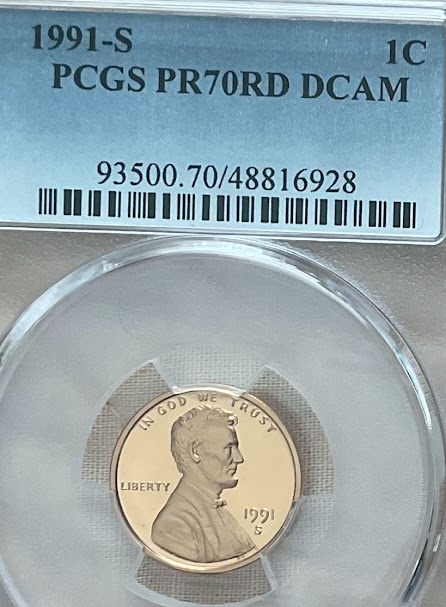 1991-S 1C
PCGS PR70RD DCAM
93500.70/48816928
IN GOD WE TRUST
LIBERTY
1991
S